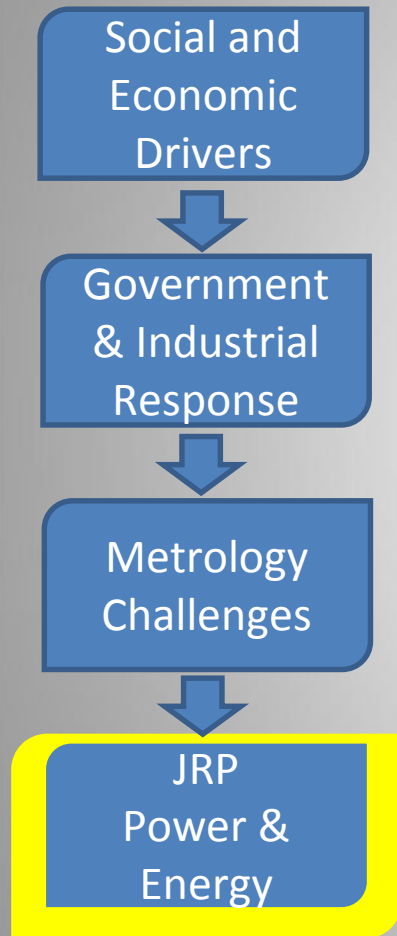 Social and
Economic
Drivers
Government
& Industrial
Response
Metrology
Challenges
JRP
Power &
Energy